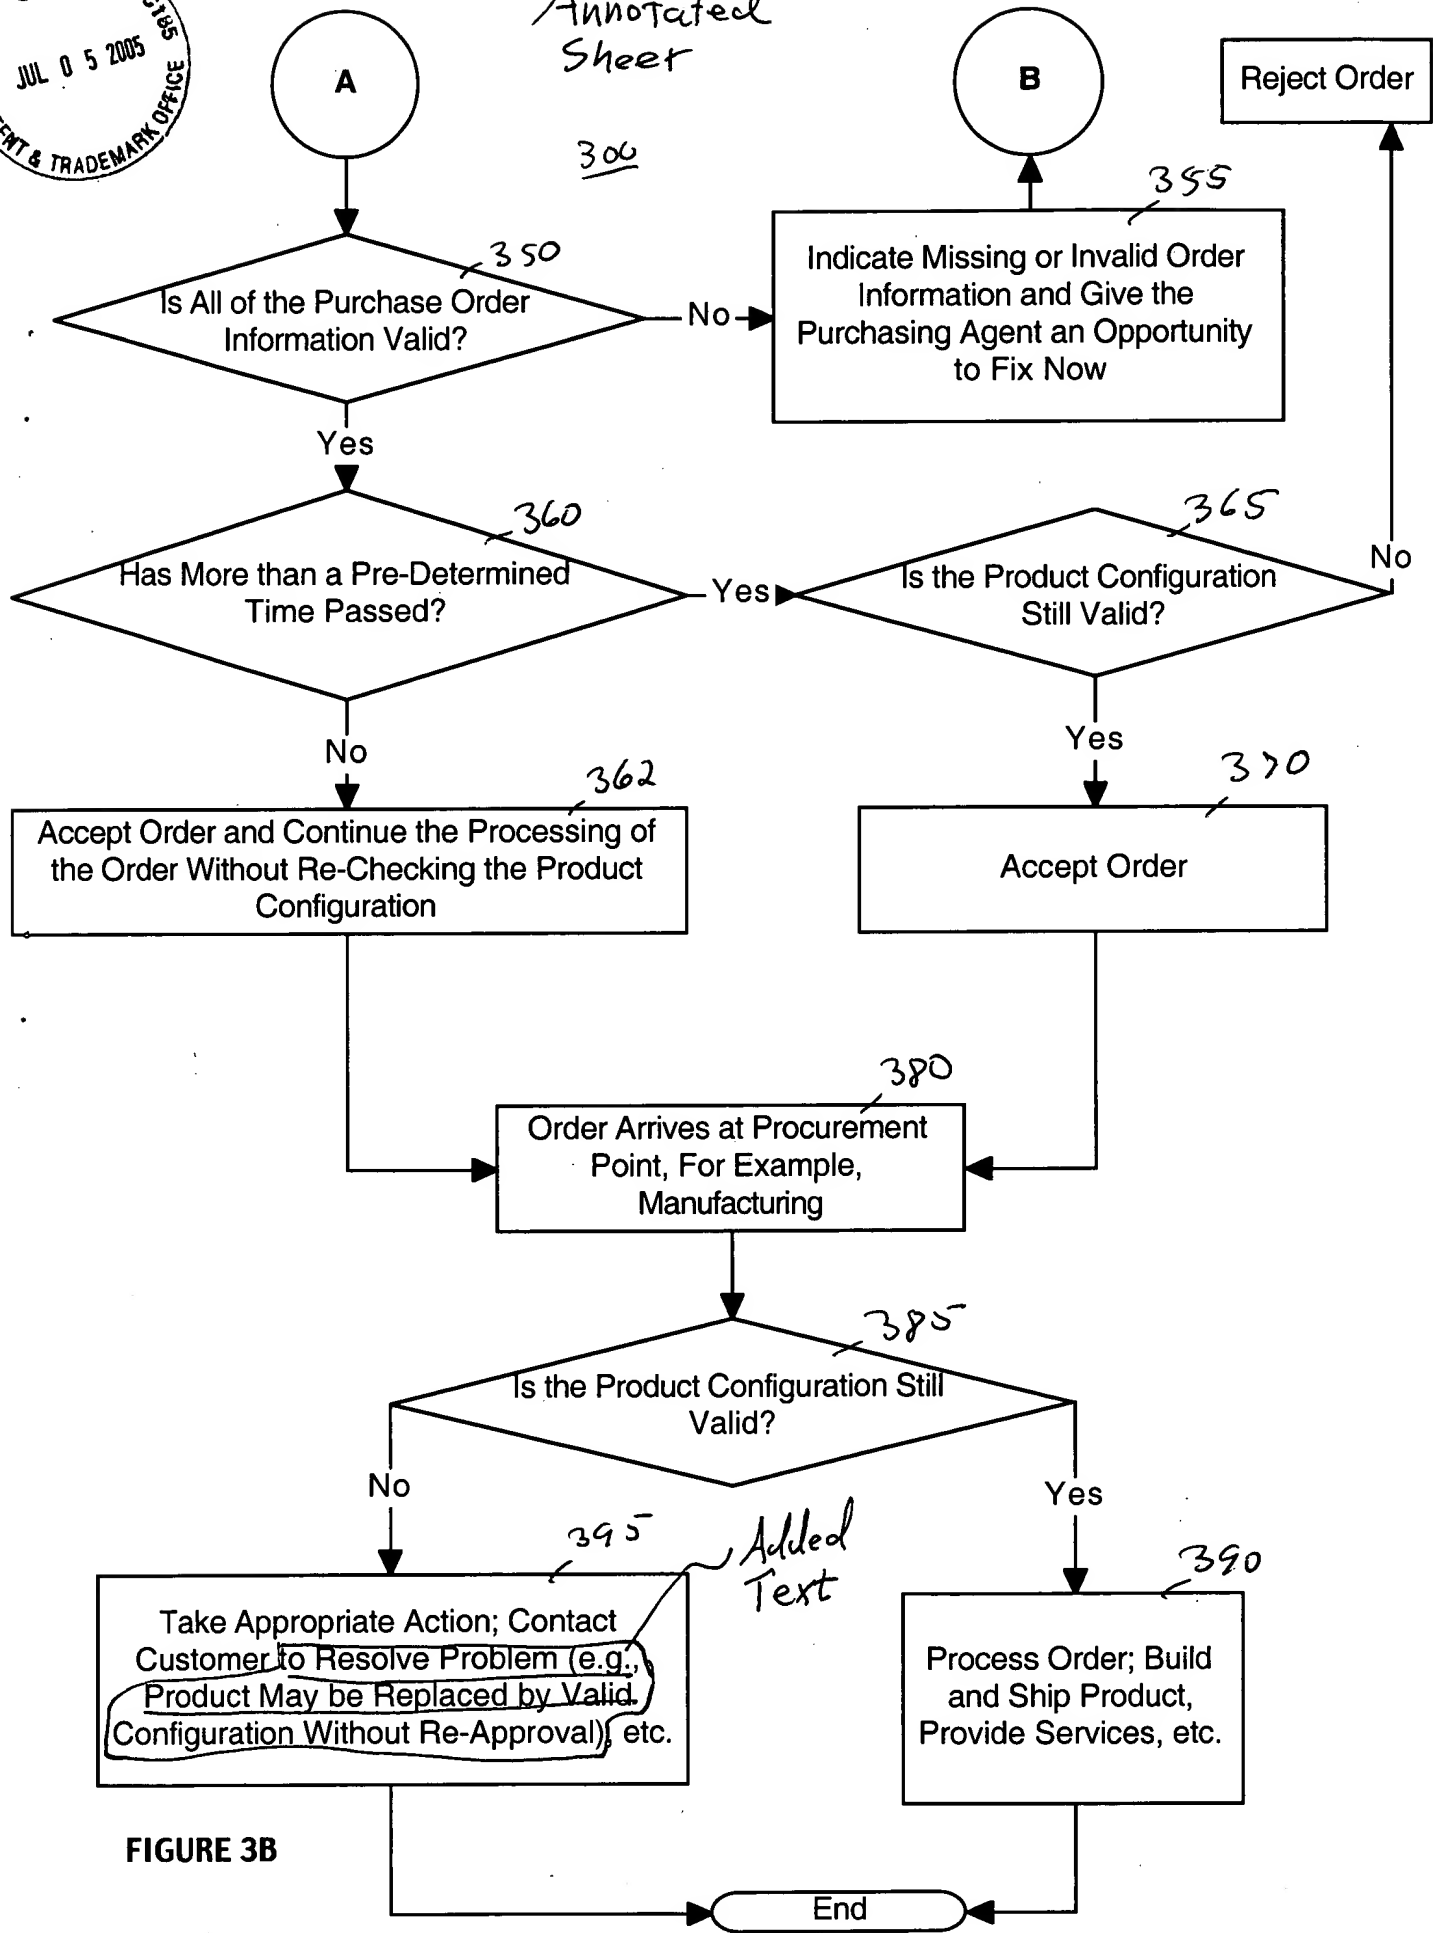 JUL 0 5 2005
& TRADEMARK OFFICE
Annotated
Sheet
A
B
Reject Order
300
355
350
Indicate Missing or Invalid Order
Information and Give the
Purchasing Agent an Opportunity
to Fix Now
Is All of the Purchase Order
Information Valid?
No
Yes
360
365
Has More than a Pre-Determined
Time Passed?
Yes
Is the Product Configuration
Still Valid?
No
No
Yes
362
370
Accept Order and Continue the Processing of
the Order Without Re-Checking the Product
Configuration
Accept Order
380
Order Arrives at Procurement
Point, For Example,
Manufacturing
385
Is the Product Configuration Still
Valid?
No
Yes
395
Added
Text
390
Take Appropriate Action; Contact
Customer to Resolve Problem (e.g.,
Product May be Replaced by Valid
Configuration Without Re-Approval), etc.
Process Order; Build
and Ship Product,
Provide Services, etc.
FIGURE 3B
End